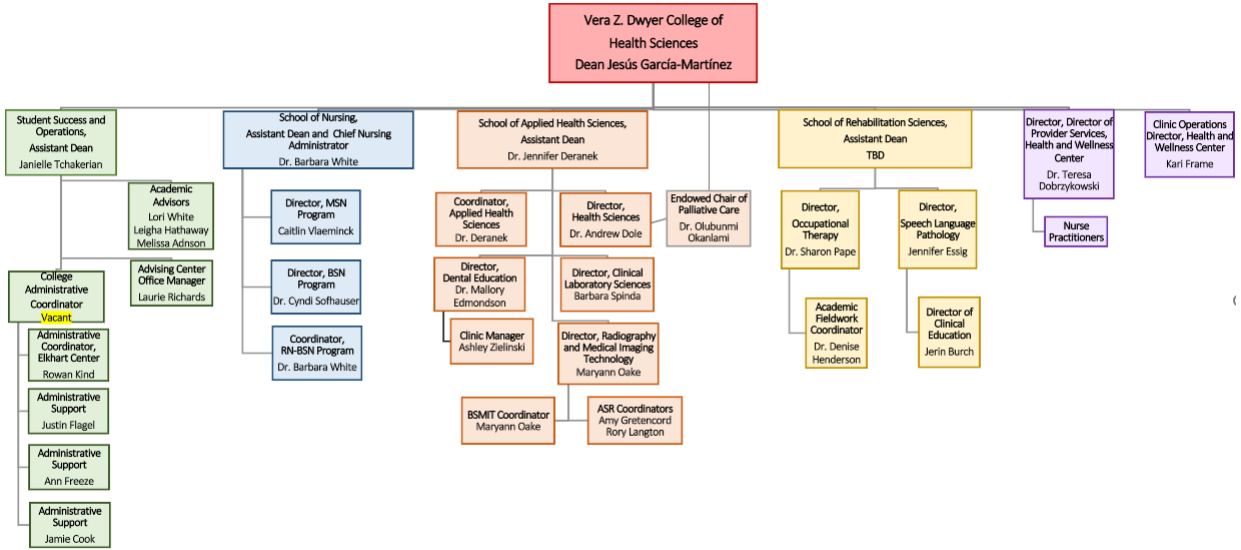 Vera Z. Dwyer College of
Health Sciences
Dean Jesús García-Martínez
Student Success and
Operations,
Assistant Dean
Janielle Tchakerian
School of Nursing,
Assistant Dean and Chief Nursing
Administrator
Dr. Barbara White
School of Applied Health Sciences,
Assistant Dean
Dr. Jennifer Deranek
School of Rehabilitation Sciences,
Assistant Dean
TBD
Director, Director of
Provider Services,
Health and Wellness
Center
Dr. Teresa
Dobrzykowski
Clinic Operations
Director, Health and
Wellness Center
Kari Frame
Academic
Advisors
Lori White
Leigha Hathaway
Melissa Adnson
Advising Center
Office Manager
Laurie Richards
College
Administrative
Coordinator
Vacant
Administrative
Coordinator,
Elkhart Center
Rowan Kind
Administrative
Support
Justin Flagel
Administrative
Support
Ann Freeze
Administrative
Support
Jamie Cook
Director, MSN
Program
Caitlin Vlaeminck
Director, BSN
Program
Dr. Cyndi Sofhauser
Coordinator,
RN-BSN Program
Dr. Barbara White
Coordinator,
Applied Health
Sciences
Dr. Deranek
Director,
Health Sciences
Dr. Andrew Dole
Endowed Chair of
Palliative Care
Dr. Olubunmi
Okanlami
Director,
Dental Education
Dr. Mallory
Edmondson
Director, Clinical
Laboratory Sciences
Barbara Spinda
Clinic Manager
Ashley Zielinski
Director, Radiography
and Medical Imaging
Technology
Maryann Oake
BSMIT Coordinator
Maryann Oake
ASR Coordinators
Amy Gretencord
Rory Langton
Director,
Occupational
Therapy
Dr. Sharon Pape
Director,
Speech Language
Pathology
Jennifer Essig
Academic
Fieldwork
Coordinator
Dr. Denise
Henderson
Director of
Clinical
Education
Jerin Burch
Nurse
Practitioners